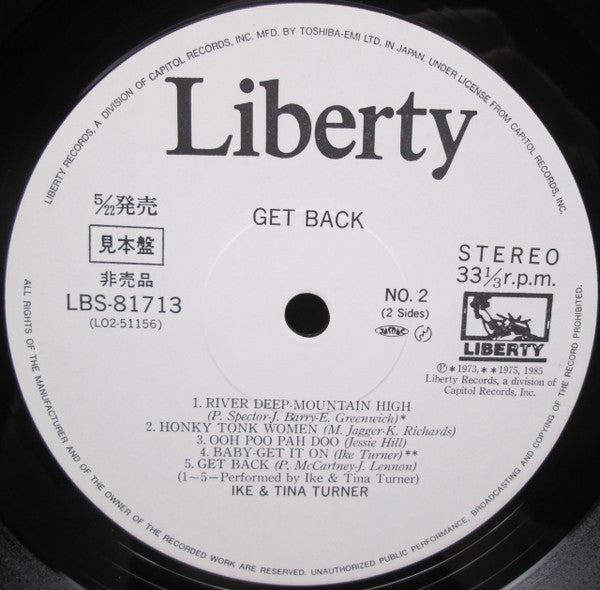 LIBERTY RECORDS, A DIVISION OF CAPITOL RECORDS, INC. MFD. BY TOSHIBA-EMI LTD. IN JAPAN. UNDER LICENSE FROM CAPITOL RECORDS, INC.
Liberty
GET BACK
5/22発売
見本盤
非売品
LBS-81713
(LO2-51156)
STEREO
33 1/3 r.p.m.
NO. 2
(2 Sides)
JASRAC
LIBERTY
Ⓟ*1973, **1975, 1985
Liberty Records, a division of
Capitol Records, Inc.
1. RIVER DEEP-MOUNTAIN HIGH
(P. Spector-J. Barry-E. Greenwich)*
2. HONKY TONK WOMEN (M. Jagger-K. Richards)
3. OOH POO PAH DOO (Jessie Hill)
4. BABY-GET IT ON (Ike Turner)**
5. GET BACK (P. McCartney-J. Lennon)
(1~5—Performed by Ike & Tina Turner)
IKE & TINA TURNER
ALL RIGHTS OF THE MANUFACTURER AND OF THE OWNER OF THE RECORDED WORK ARE RESERVED. UNAUTHORIZED PUBLIC PERFORMANCE, BROADCASTING AND COPYING OF THE RECORD PROHIBITED.